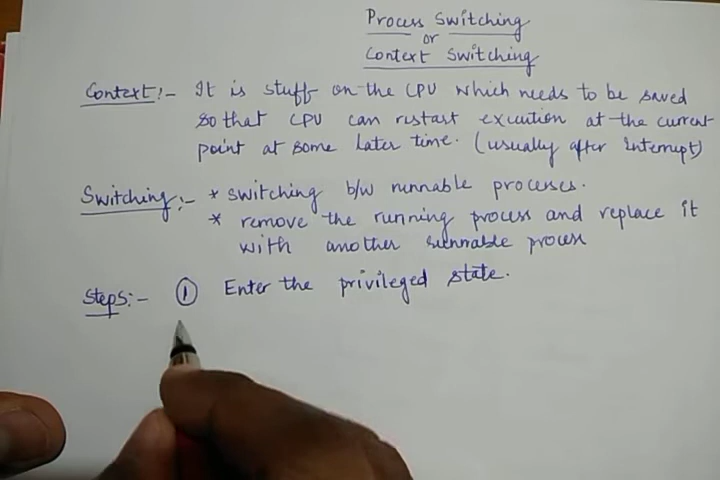 Process Switching
or
Context Switching
Context:- It is stuff on the CPU which needs to be saved
so that CPU can restart execution at the current
point at some later time. (usually after interrupt)
Switching:- * switching b/w runnable processes.
* remove the running process and replace it
with another runnable process
Steps:- ① Enter the privileged state.